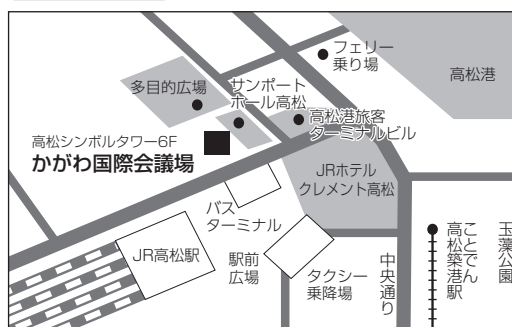 フェリー
乗り場
高松港
多目的広場
サンポート
ホール高松
高松港旅客
ターミナルビル
高松シンボルタワー6F
かがわ国際会議場
JRホテル
クレメント高松
バス
ターミナル
JR高松駅
駅前
広場
タクシー
乗降場
中央通り
ことでん
高松築港駅
玉藻公園